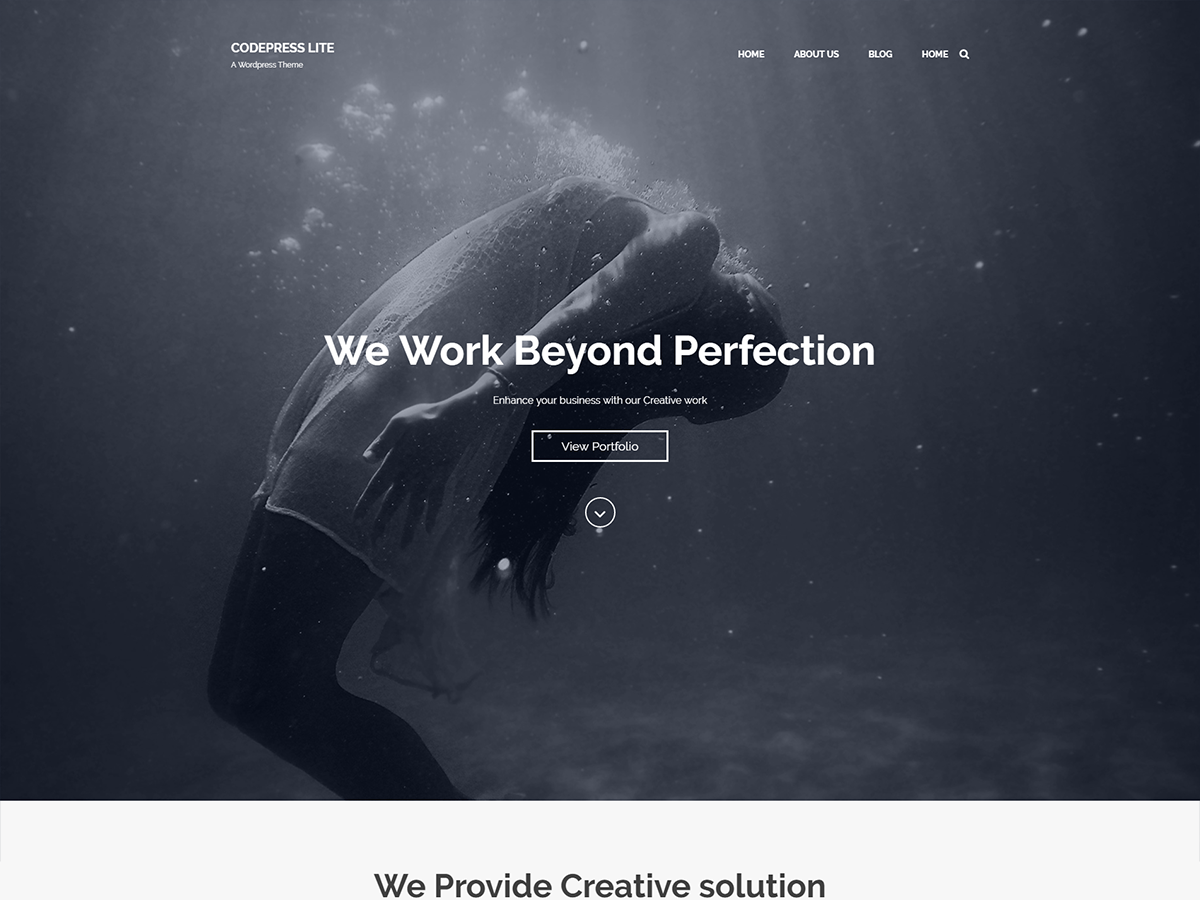 CODEPRESS LITE
A Wordpress Theme
HOME ABOUT US BLOG HOME
We Work Beyond Perfection
Enhance your business with our Creative work
View Portfolio
We Provide Creative solution